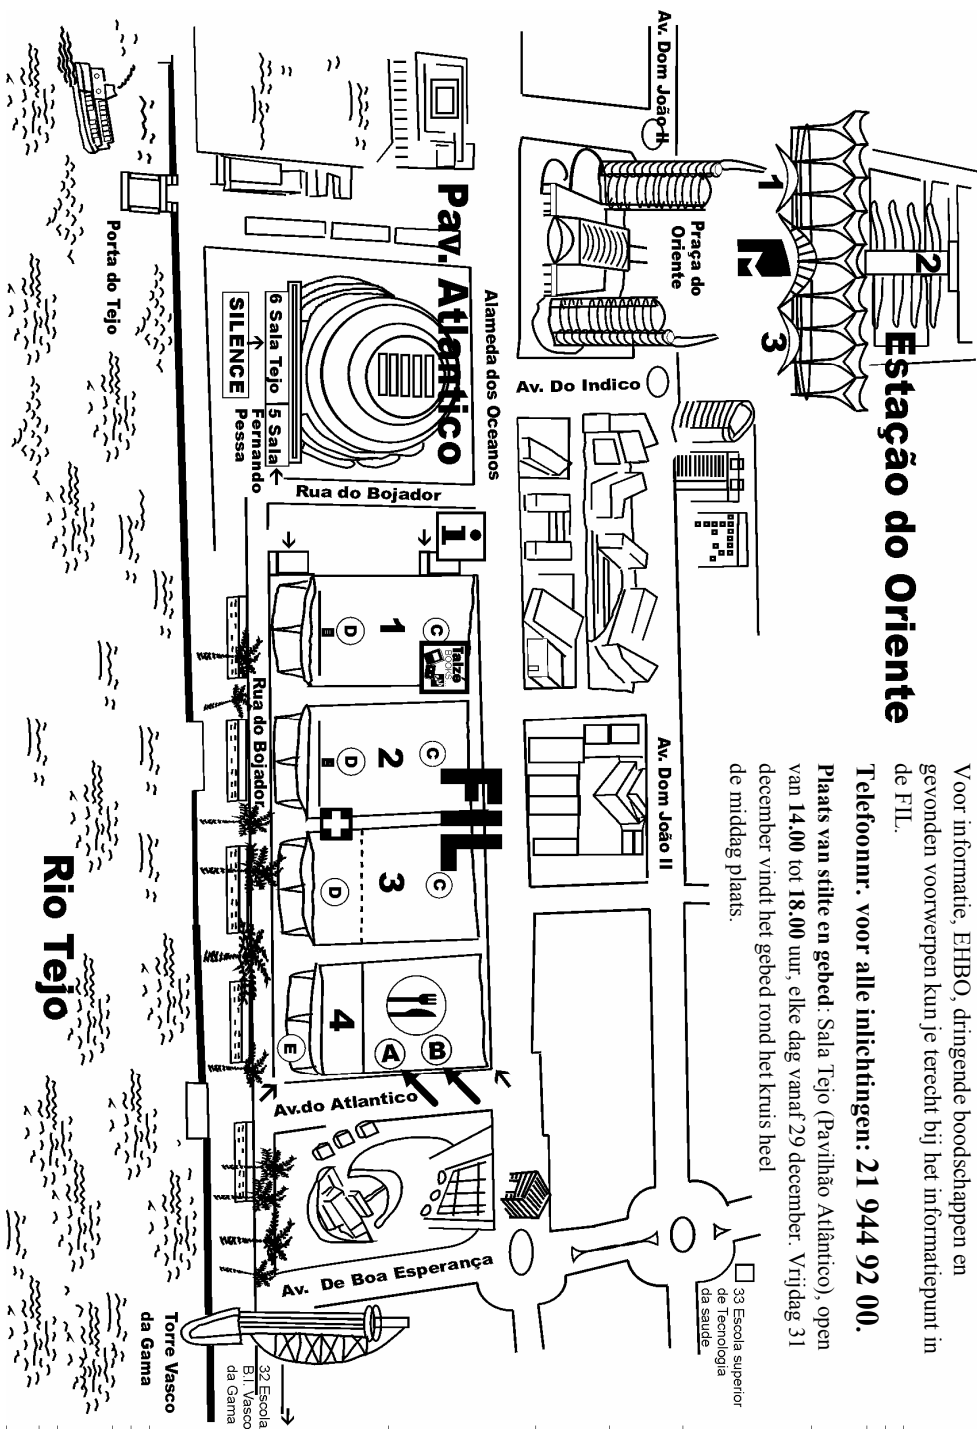 Voor informatie, EHBO, dringende boodschappen en
gevonden voorwerpen kun je terecht bij het informatiepunt in
de FIL.
Telefoonnr. voor alle inlichtingen: 21 944 92 00.
Plaats van stilte en gebed: Sala Tejo (Pavilhão Atlântico), open
van 14.00 tot 18.00 uur, elke dag vanaf 29 december. Vrijdag 31
december vindt het gebed rond het kruis heel
de middag plaats.
Estação do Oriente
2
1
M
3
Av. Dom João II
Praça do
Oriente
Av. Do Indico
Av. Dom João II
33 Escola superior
de Tecnologia
da saude
Alameda dos Oceanos
Pav. Atlantico
6 Sala Tejo
5 Sala
Fernando
Pessa
SILENCE
Rua do Bojador
i
FIL
Taizé
BOOKS
1
C
D
2
C
D
3
C
D
4
A
B
E
Rua do Bojador
Av.do Atlantico
Av. De Boa Esperança
Porta do Tejo
Rio Tejo
Torre Vasco
da Gama
32 Escola
B.I. Vasco
da Gama